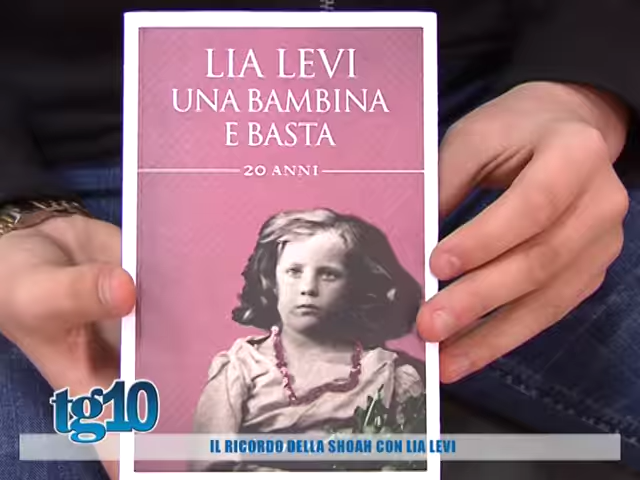 LIA LEVI
UNA BAMBINA
E BASTA
20 ANNI
tg10
IL RICORDO DELLA SHOAH CON LIA LEVI